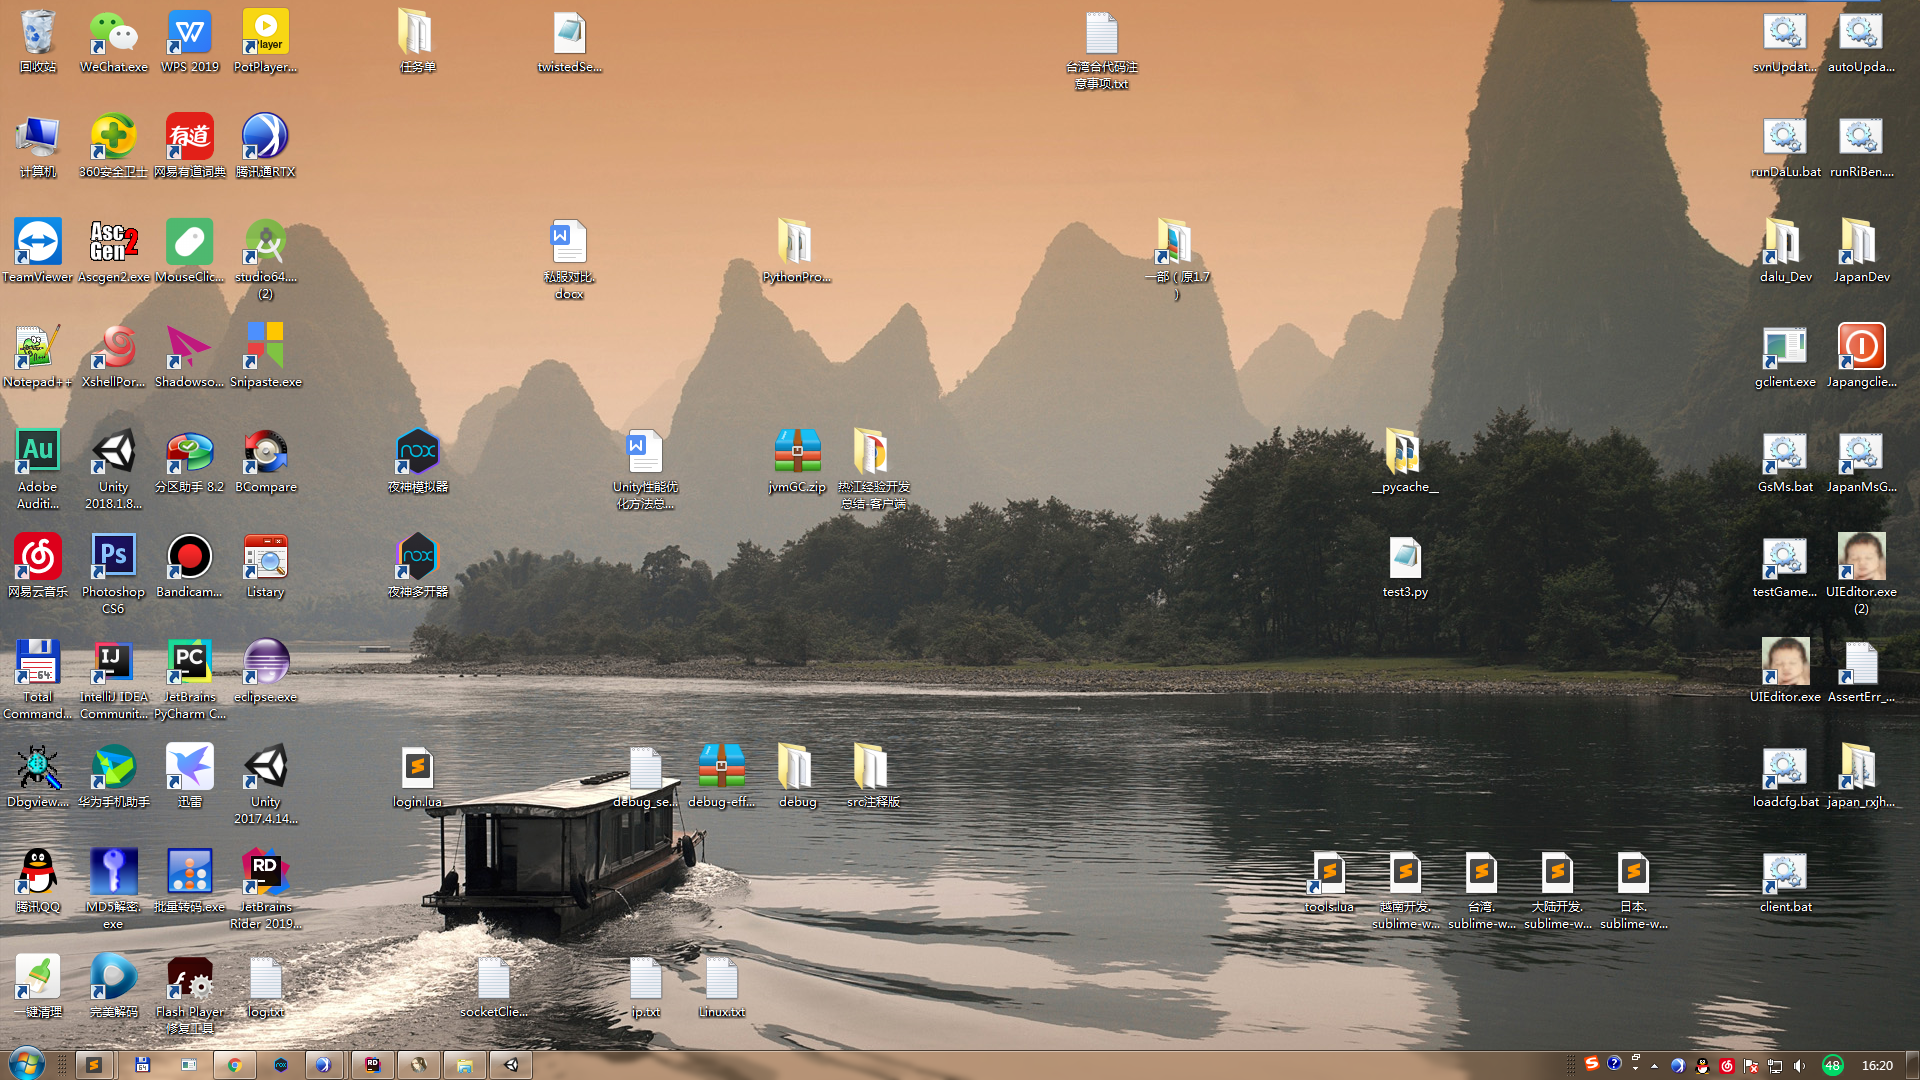 回收站
WeChat.exe
WPS 2019
PotPlayer...
任务单
twistedSe...
台湾合代码注
意事项.txt
svnUpdat...
autoUpda...
计算机
360安全卫士
网易有道词典
腾讯通RTX
runDaLu.bat
runRiBen....
TeamViewer
Ascgen2.exe
MouseClic...
studio64....
(2)
私服对比.
docx
PythonPro...
一部（原1.7
）
dalu_Dev
JapanDev
Notepad++
XshellPor...
Shadowso...
Snipaste.exe
gclient.exe
Japangclie...
Adobe
Auditi...
Unity
2018.1.8...
分区助手 8.2
BCompare
夜神模拟器
Unity性能优
化方法总...
jvmGC.zip
热江经验开发
总结-客户端
__pycache__
GsMs.bat
JapanMsG...
网易云音乐
Photoshop
CS6
Bandicam...
Listary
夜神多开器
test3.py
testGame...
UIEditor.exe
(2)
Total
Command...
IntelliJ IDEA
Communit...
JetBrains
PyCharm C...
eclipse.exe
UIEditor.exe
AssertErr_...
Dbgview....
华为手机助手
迅雷
Unity
2017.4.14...
login.lua
debug_se...
debug-eff...
debug
src注释版
loadcfg.bat
japan_rxjh...
腾讯QQ
MD5解密.
exe
批量转码.exe
JetBrains
Rider 2019...
tools.lua
越南开发.
sublime-w...
台湾.
sublime-w...
大陆开发.
sublime-w...
日本.
sublime-w...
client.bat
一键清理
完美解码
Flash Player
修复工具
log.txt
socketClie...
ip.txt
Linux.txt
48
16:20